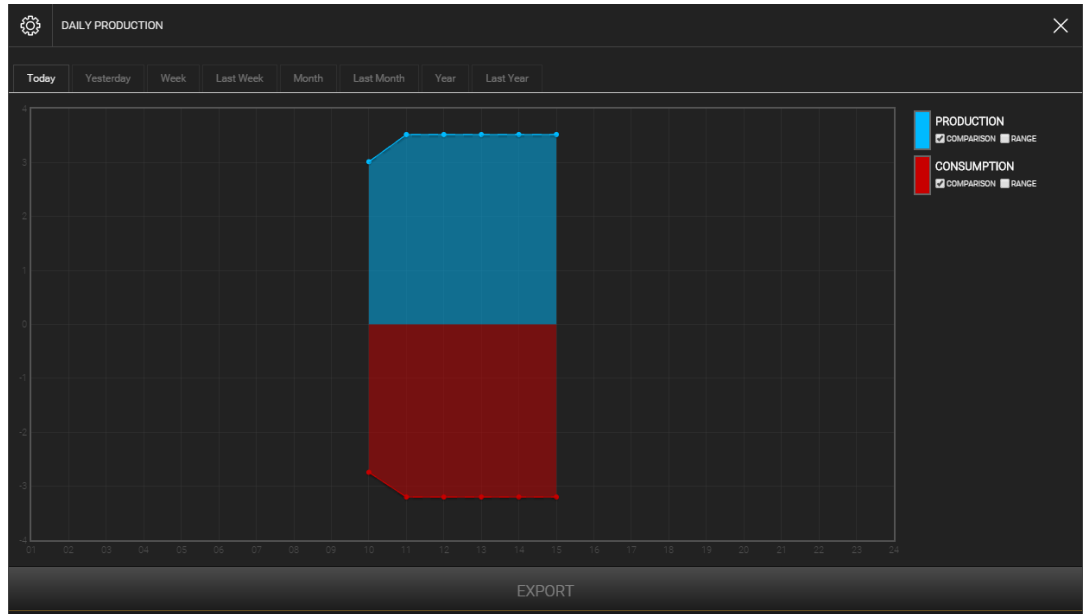 DAILY PRODUCTION
Today Yesterday Week Last Week Month Last Month Year Last Year
PRODUCTION
COMPARISON RANGE
CONSUMPTION
COMPARISON RANGE
4
3
2
1
0
-1
-2
-3
-4
01 02 03 04 05 06 07 08 09 10 11 12 13 14 15 16 17 18 19 20 21 22 23 24
EXPORT